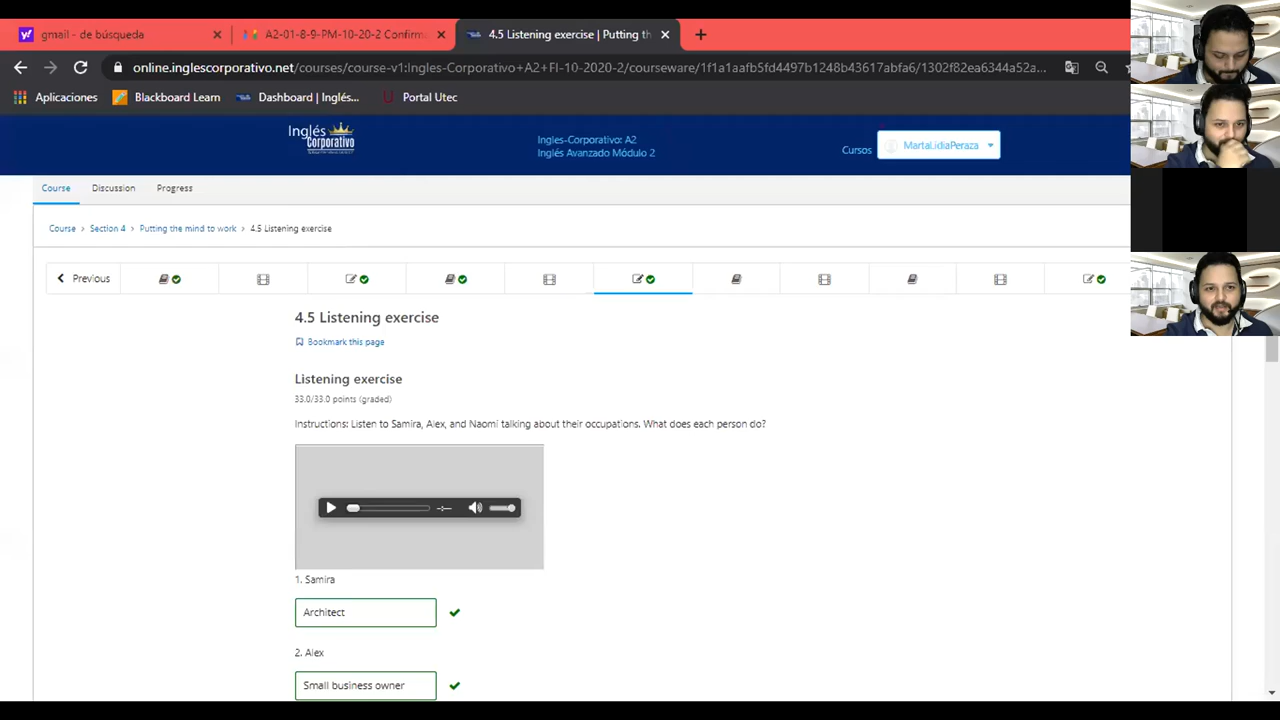 gmail - de búsqueda
A2-01-8-9-PM-10-20-2 Confirm
4.5 Listening exercise | Putting th
online.inglescorporativo.net/courses/course-v1:Ing
A2+TI-10-2020-2/courseware/1f1a1
Aplicaciones
Blackboard Learn
Dashboard | Inglés...
Portal Utec
Inglés
Corporativo
Ingles-Corporativo: A2
Inglés Avanzado Módulo 2
Cursos
MartaLidiaPeraza
Course
Discussion
Progress
Course > Section 4 > Putting the mind to work > 4.5 Listening exercise
Previous
4.5 Listening exercise
Bookmark this page
Listening exercise
33.0/33.0 points (graded)
Instructions: Listen to Samira, Alex, and Naomi talking about their occupations. What does each person do?
-:--
1. Samira
Architect
2. Alex
Small business owner